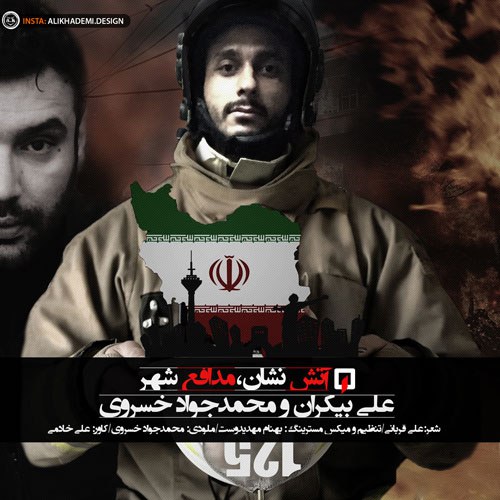 INSTA: ALIKHADEMI.DESIGN
آتش نشان، مدافع شهر
علی بیکران و محمدجواد خسروی
شعر: علی قربانی/تنظیم و میکس مسترینگ: بهنام مهدیدوست/ملودی: محمدجواد خسروی/کاور: علی خادمی
۱۲۵